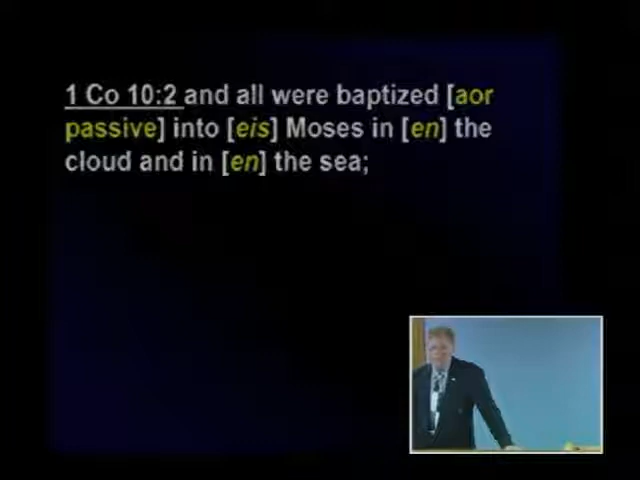 1 Co 10:2 and all were baptized [aor
passive] into [eis] Moses in [en] the
cloud and in [en] the sea;